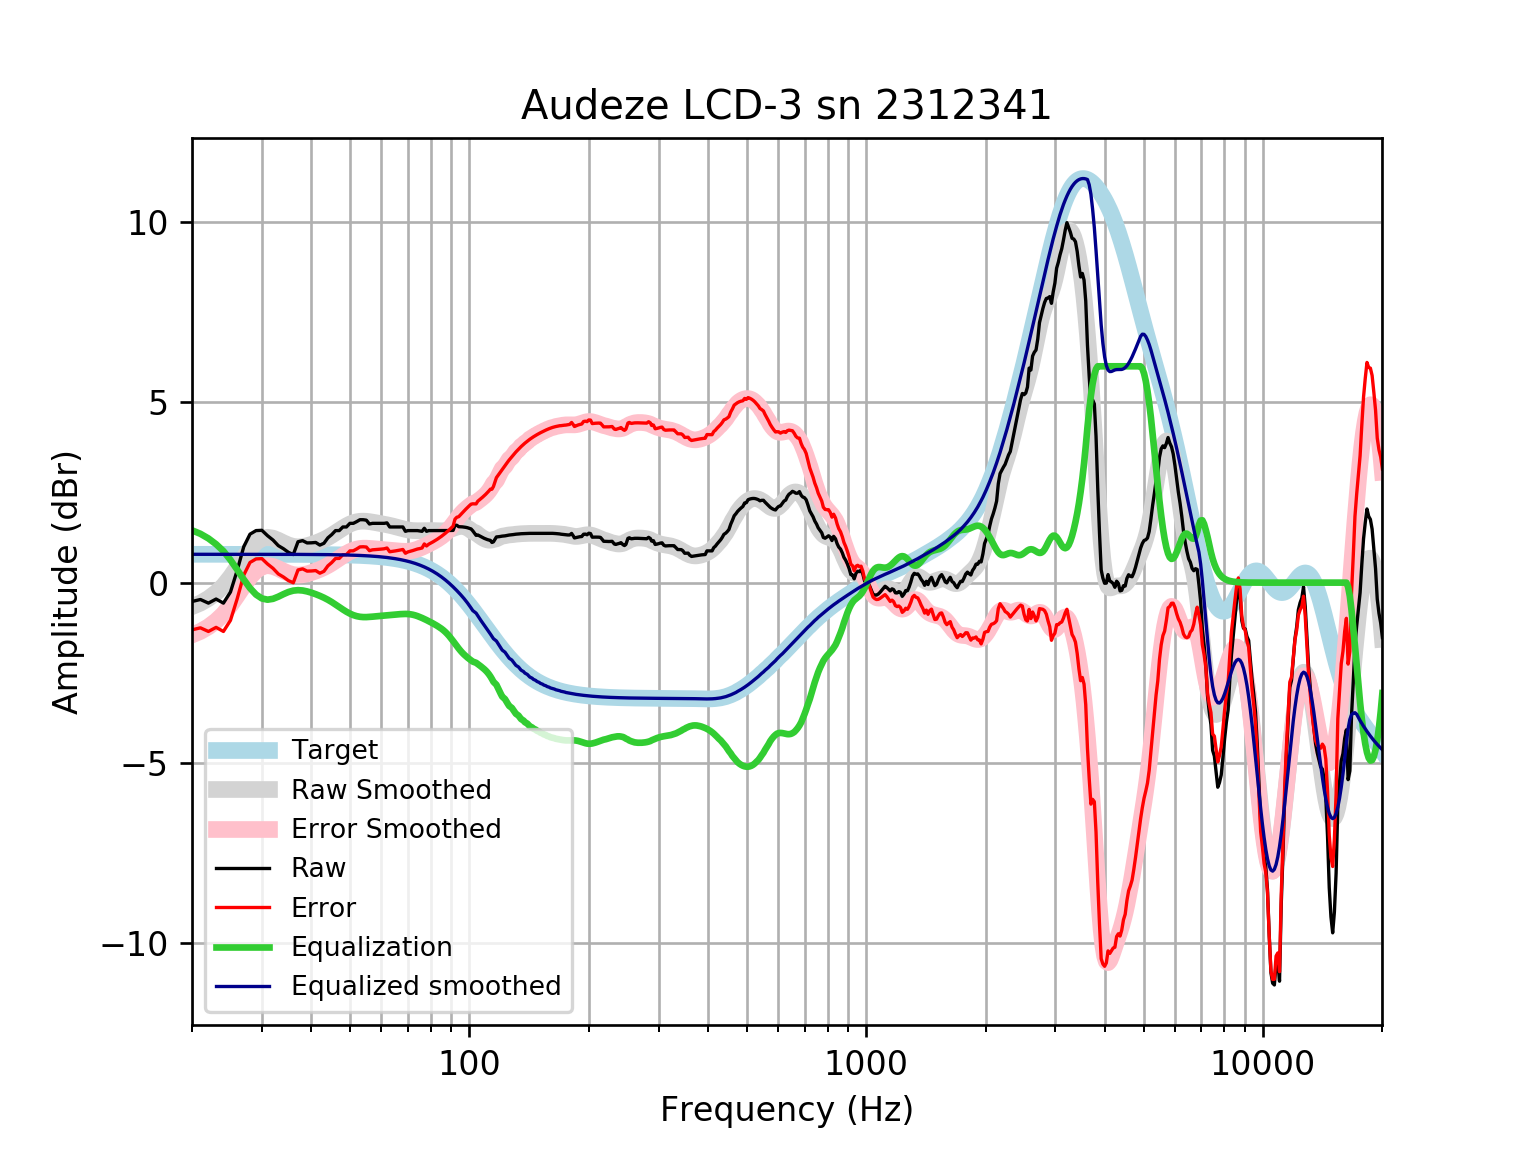 Audeze LCD-3 sn 2312341
Amplitude (dBr)
10
5
0
−5
−10
Target
Raw Smoothed
Error Smoothed
Raw
Error
Equalization
Equalized smoothed
100
1000
10000
Frequency (Hz)